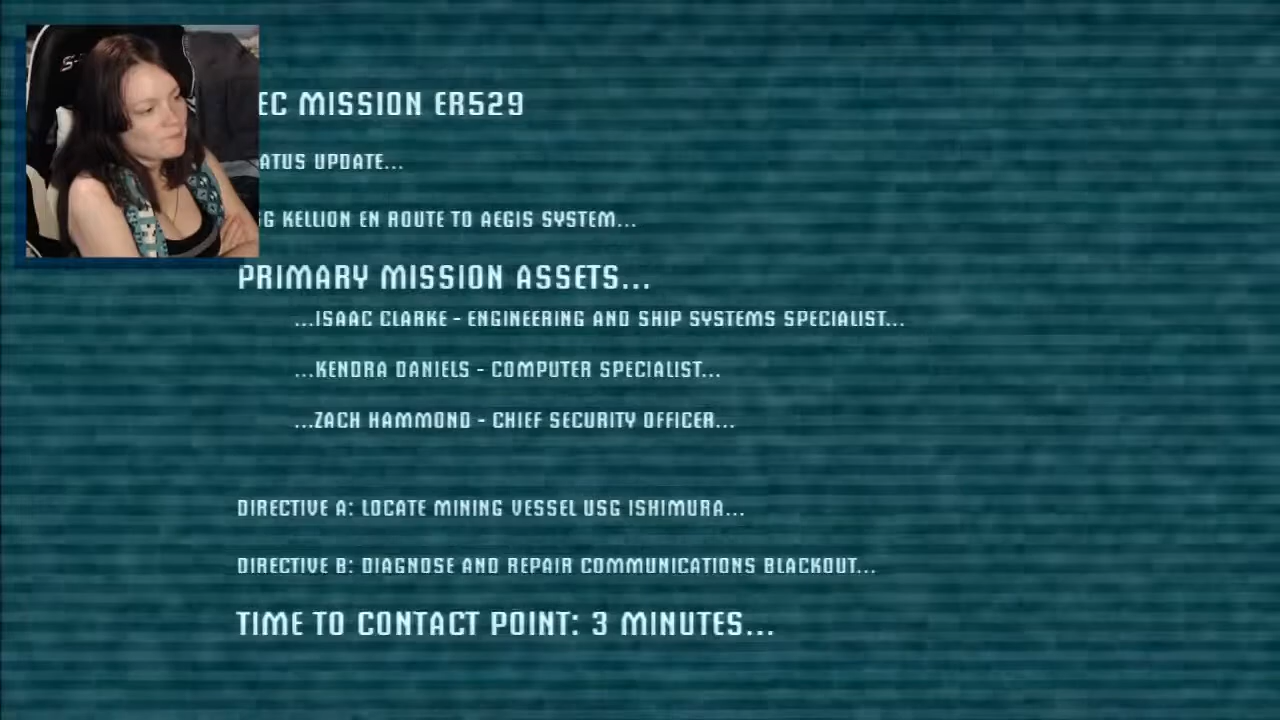 EC MISSION ER529
ATUS UPDATE...
G KELLION EN ROUTE TO AEGIS SYSTEM...
PRIMARY MISSION ASSETS...
...ISAAC CLARKE - ENGINEERING AND SHIP SYSTEMS SPECIALIST...
...KENDRA DANIELS - COMPUTER SPECIALIST...
...ZACH HAMMOND - CHIEF SECURITY OFFICER...
DIRECTIVE A: LOCATE MINING VESSEL USG ISHIMURA...
DIRECTIVE B: DIAGNOSE AND REPAIR COMMUNICATIONS BLACKOUT...
TIME TO CONTACT POINT: 3 MINUTES...